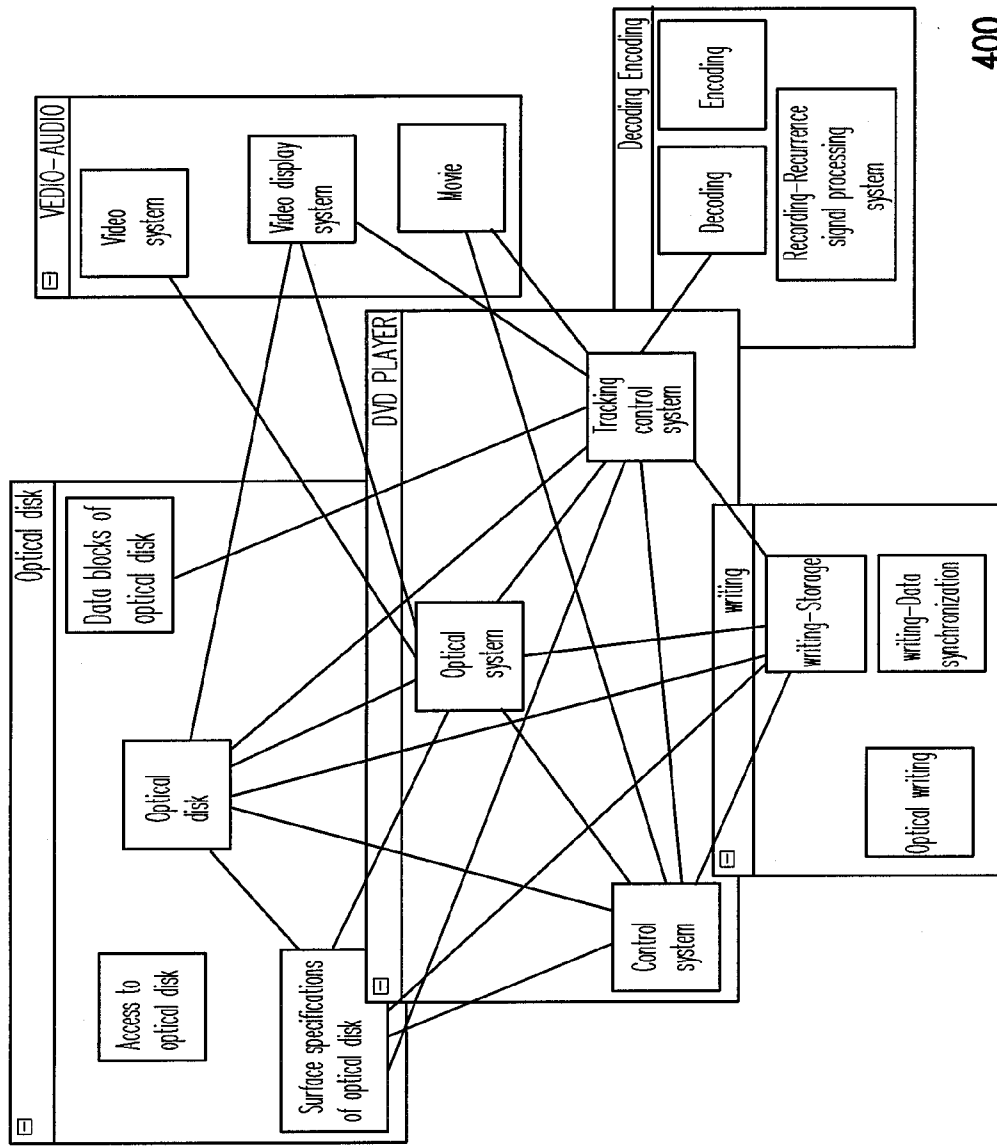 Optical disk
Access to
optical disk
Surface specifications
of optical disk
Optical
disk
Data blocks of
optical disk
VEDIO-AUDIO
Video
system
Video display
system
Movie
DVD PLAYER
Control
system
Optical
system
Tracking
control
system
writing
Optical writing
writing-Storage
writing-Data
synchronization
Decoding Encoding
Decoding
Encoding
Recording-Recurrence
signal processing
system
400